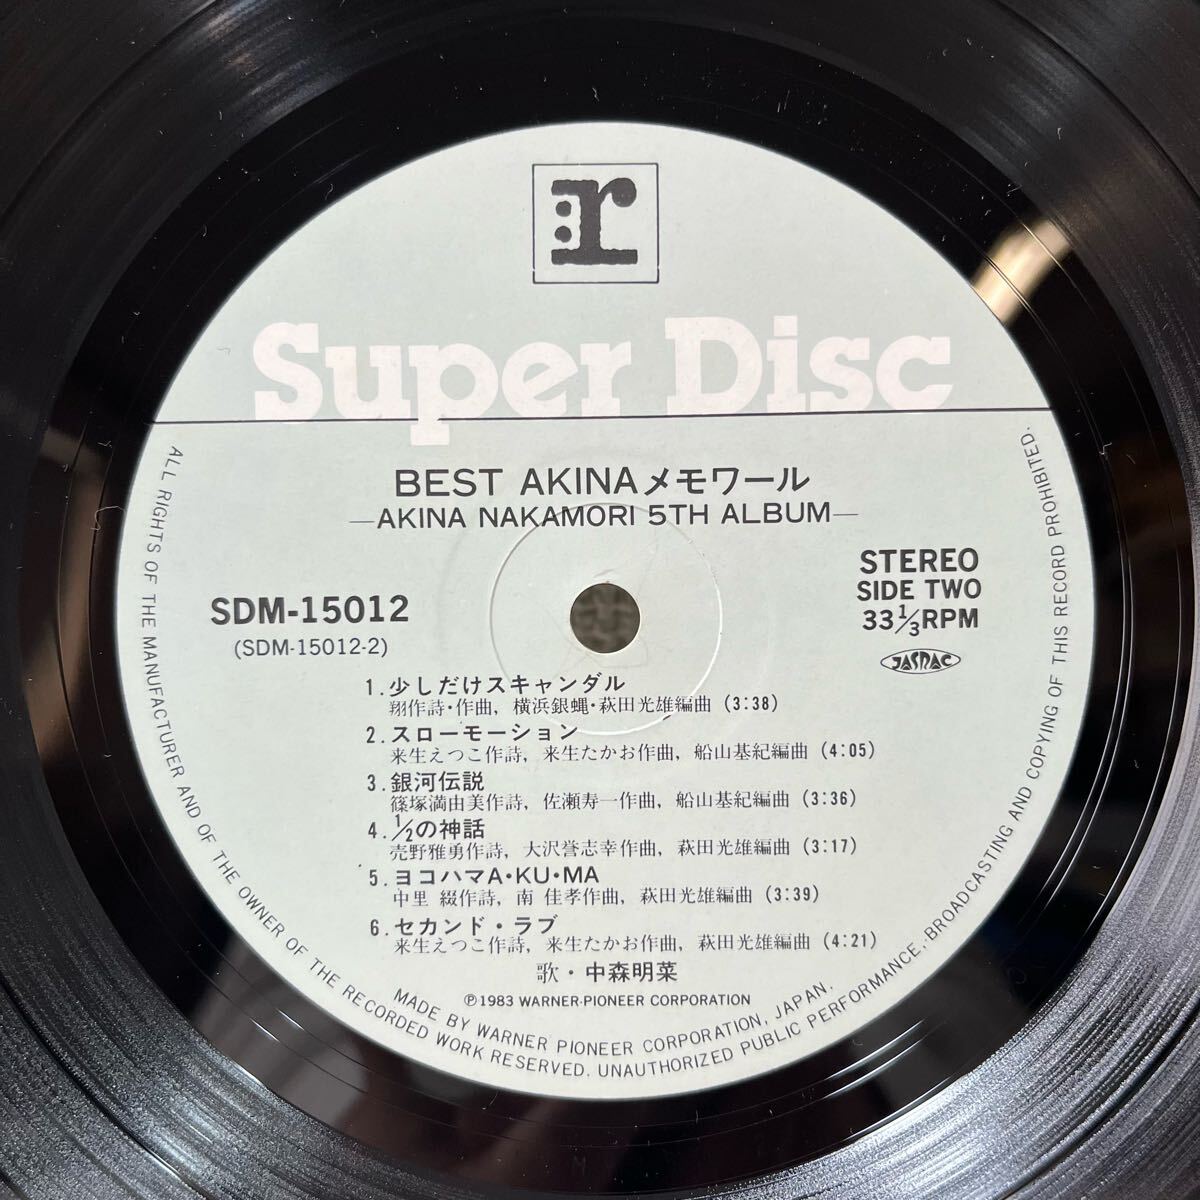 r
Super Disc
BEST AKINAメモワール
—AKINA NAKAMORI 5TH ALBUM—
SDM-15012
(SDM-15012-2)
STEREO
SIDE TWO
33⅓RPM
JASRAC
1.少しだけスキャンダル
翔作詩・作曲, 横浜銀蝿・萩田光雄編曲 (3:38)
2.スローモーション
来生えつこ作詩, 来生たかお作曲, 船山基紀編曲 (4:05)
3.銀河伝説
篠塚満由美作詩, 佐瀬寿一作曲, 船山基紀編曲 (3:36)
4.½の神話
売野雅勇作詩, 大沢誉志幸作曲, 萩田光雄編曲 (3:17)
5.ヨコハマA・KU・MA
中里 綴作詩, 南 佳孝作曲, 萩田光雄編曲 (3:39)
6.セカンド・ラブ
来生えつこ作詩, 来生たかお作曲, 萩田光雄編曲 (4:21)
歌・中森明菜
Ⓟ1983 WARNER-PIONEER CORPORATION
MADE BY WARNER PIONEER CORPORATION, JAPAN.
ALL RIGHTS OF THE MANUFACTURER AND OF THE OWNER OF THE RECORDED WORK RESERVED. UNAUTHORIZED PUBLIC PERFORMANCE, BROADCASTING AND COPYING OF THIS RECORD PROHIBITED.